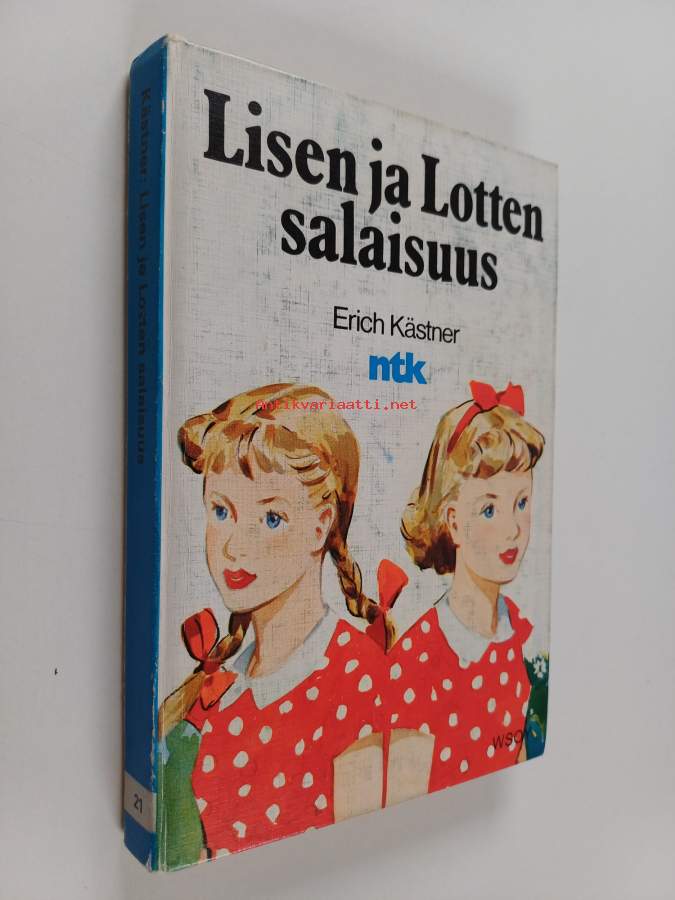 Lisen ja Lotten
salaisuus
Erich Kästner
ntk
Antikvariaatti.net
WSOY
Kästner: Lisen ja Lotten salaisuus
21